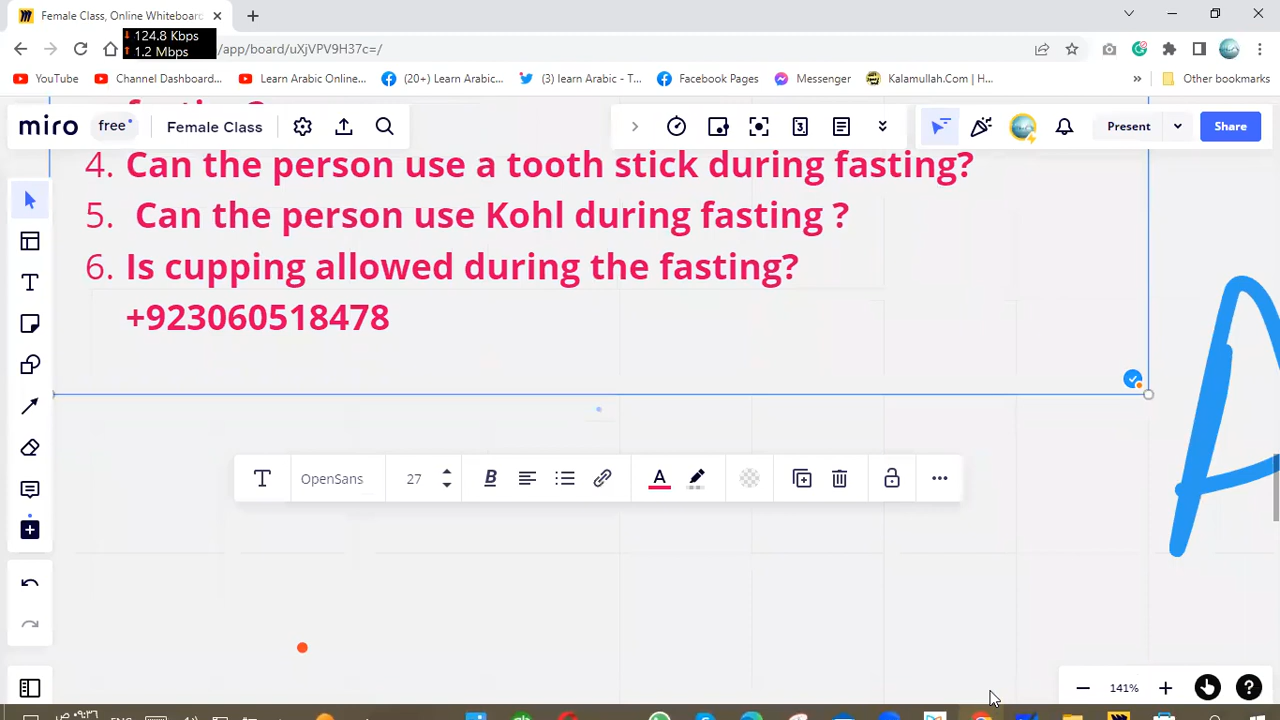 Female Class, Online Whiteboard
124.8 Kbps
1.2 Mbps
/app/board/uXjVPV9H37c=/
YouTube
Channel Dashboard...
Learn Arabic Online...
(20+) Learn Arabic...
(3) learn Arabic - T...
Facebook Pages
Messenger
Kalamullah.Com | H...
Other bookmarks
miro
free
Female Class
Present
Share
4. Can the person use a tooth stick during fasting?
5. Can the person use Kohl during fasting ?
6. Is cupping allowed during the fasting?
+923060518478
OpenSans
27
141%